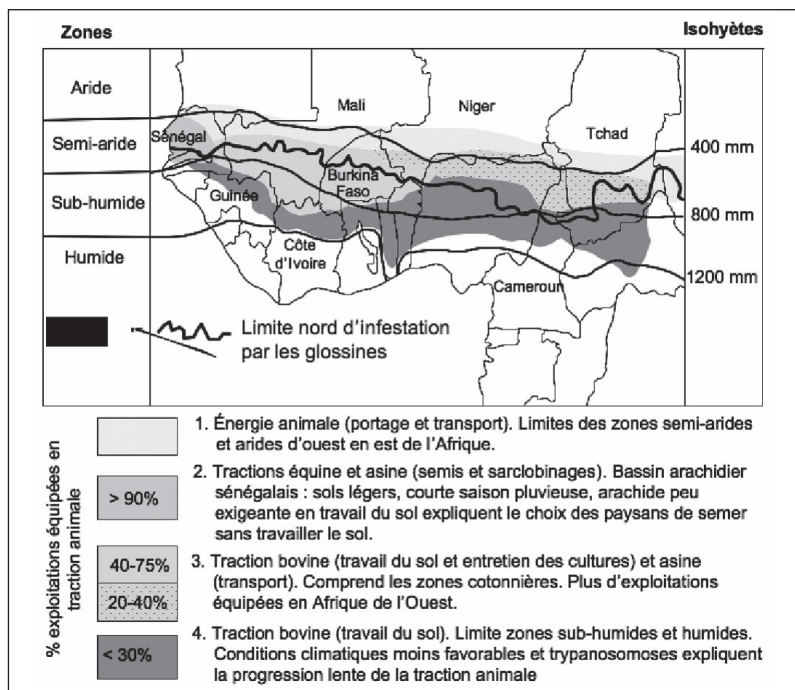 Zones
Isohyètes
Aride
Mali
Niger
Tchad
Semi-aride
Sénégal
400 mm
Burkina
Faso
Sub-humide
Guinée
800 mm
Humide
Côte
d'Ivoire
Cameroun
1200 mm
Limite nord d'infestation
par les glossines
% exploitations équipées en
traction animale
1. Énergie animale (portage et transport). Limites des zones semi-arides
et arides d'ouest en est de l'Afrique.
> 90%
2. Tractions équine et asine (semis et sarclobinages). Bassin arachidier
sénégalais : sols légers, courte saison pluvieuse, arachide peu
exigeante en travail du sol expliquent le choix des paysans de semer
sans travailler le sol.
40-75%
20-40%
3. Traction bovine (travail du sol et entretien des cultures) et asine
(transport). Comprend les zones cotonnières. Plus d'exploitations
équipées en Afrique de l'Ouest.
< 30%
4. Traction bovine (travail du sol). Limite zones sub-humides et humides.
Conditions climatiques moins favorables et trypanosomoses expliquent
la progression lente de la traction animale